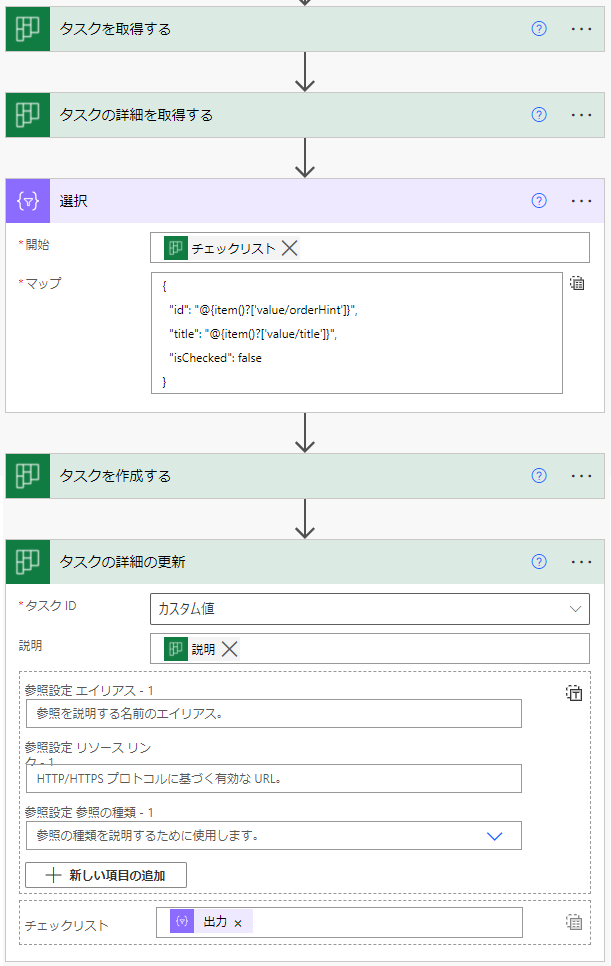 タスクを取得する
タスクの詳細を取得する
選択
*開始
チェックリスト
*マップ
{
"id": "@{item()?['value/orderHint']}",
"title": "@{item()?['value/title']}",
"isChecked": false
}
タスクを作成する
タスクの詳細の更新
*タスク ID
カスタム値
説明
説明
参照設定 エイリアス - 1
参照を説明する名前のエイリアス。
参照設定 リソース リン
ク - 1
HTTP/HTTPS プロトコルに基づく有効な URL。
参照設定 参照の種類 - 1
参照の種類を説明するために使用します。
新しい項目の追加
チェックリスト
出力